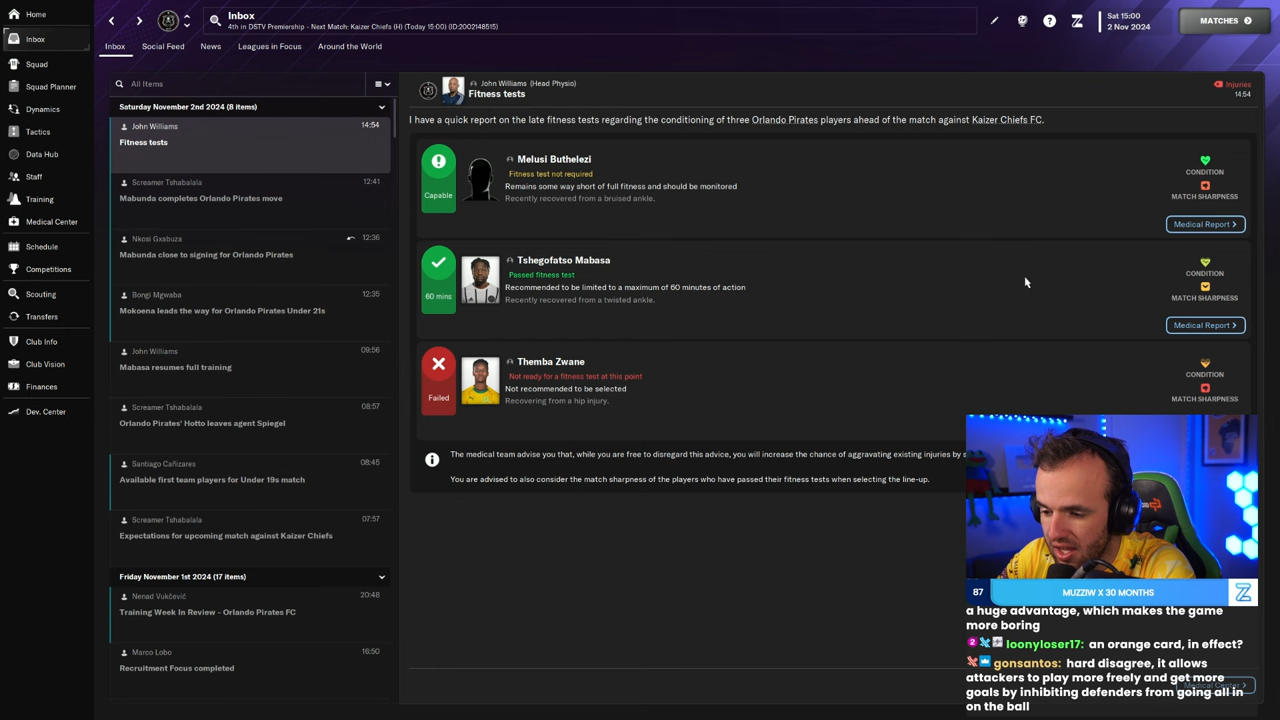 Home
Inbox
Squad
Squad Planner
Dynamics
Tactics
Data Hub
Staff
Training
Medical Center
Schedule
Competitions
Scouting
Transfers
Club Info
Club Vision
Finances
Dev. Center
Inbox
4th in DSTV Premiership - Next Match: Kaizer Chiefs (H) (Today 15:00) (ID:2002148515)
Sat 15:00
2 Nov 2024
MATCHES
Inbox
Social Feed
News
Leagues in Focus
Around the World
All Items
Saturday November 2nd 2024 (8 items)
John Williams
14:54
Fitness tests
Screamer Tshabalala
12:41
Mabunda completes Orlando Pirates move
Nkosi Gxabuza
12:36
Mabunda close to signing for Orlando Pirates
Bongi Mgwaba
12:35
Mokoena leads the way for Orlando Pirates Under 21s
John Williams
09:56
Mabasa resumes full training
Screamer Tshabalala
08:57
Orlando Pirates' Hotto leaves agent Spiegel
Santiago Cañizares
08:45
Available first team players for Under 19s match
Screamer Tshabalala
07:57
Expectations for upcoming match against Kaizer Chiefs
Friday November 1st 2024 (17 items)
Nenad Vukčević
20:48
Training Week In Review - Orlando Pirates FC
Marco Lobo
16:50
Recruitment Focus completed
John Williams (Head Physio)
Fitness tests
Injuries
14:54
I have a quick report on the late fitness tests regarding the conditioning of three Orlando Pirates players ahead of the match against Kaizer Chiefs FC.
Capable
Melusi Buthelezi
Fitness test not required
Remains some way short of full fitness and should be monitored
Recently recovered from a bruised ankle.
CONDITION
MATCH SHARPNESS
Medical Report
60 mins
Tshegofatso Mabasa
Passed fitness test
Recommended to be limited to a maximum of 60 minutes of action
Recently recovered from a twisted ankle.
CONDITION
MATCH SHARPNESS
Medical Report
Failed
Themba Zwane
Not ready for a fitness test at this point
Not recommended to be selected
Recovering from a hip injury.
CONDITION
MATCH SHARPNESS
The medical team advise you that, while you are free to disregard this advice, you will increase the chance of aggravating existing injuries by
You are advised to also consider the match sharpness of the players who have passed their fitness tests when selecting the line-up.
87
MUZZIW X 30 MONTHS
a huge advantage, which makes the game
more boring
loonyloser17: an orange card, in effect?
gonsantos: hard disagree, it allows
attackers to play more freely and get more
goals by inhibiting defenders from going all in
on the ball
Medical Center